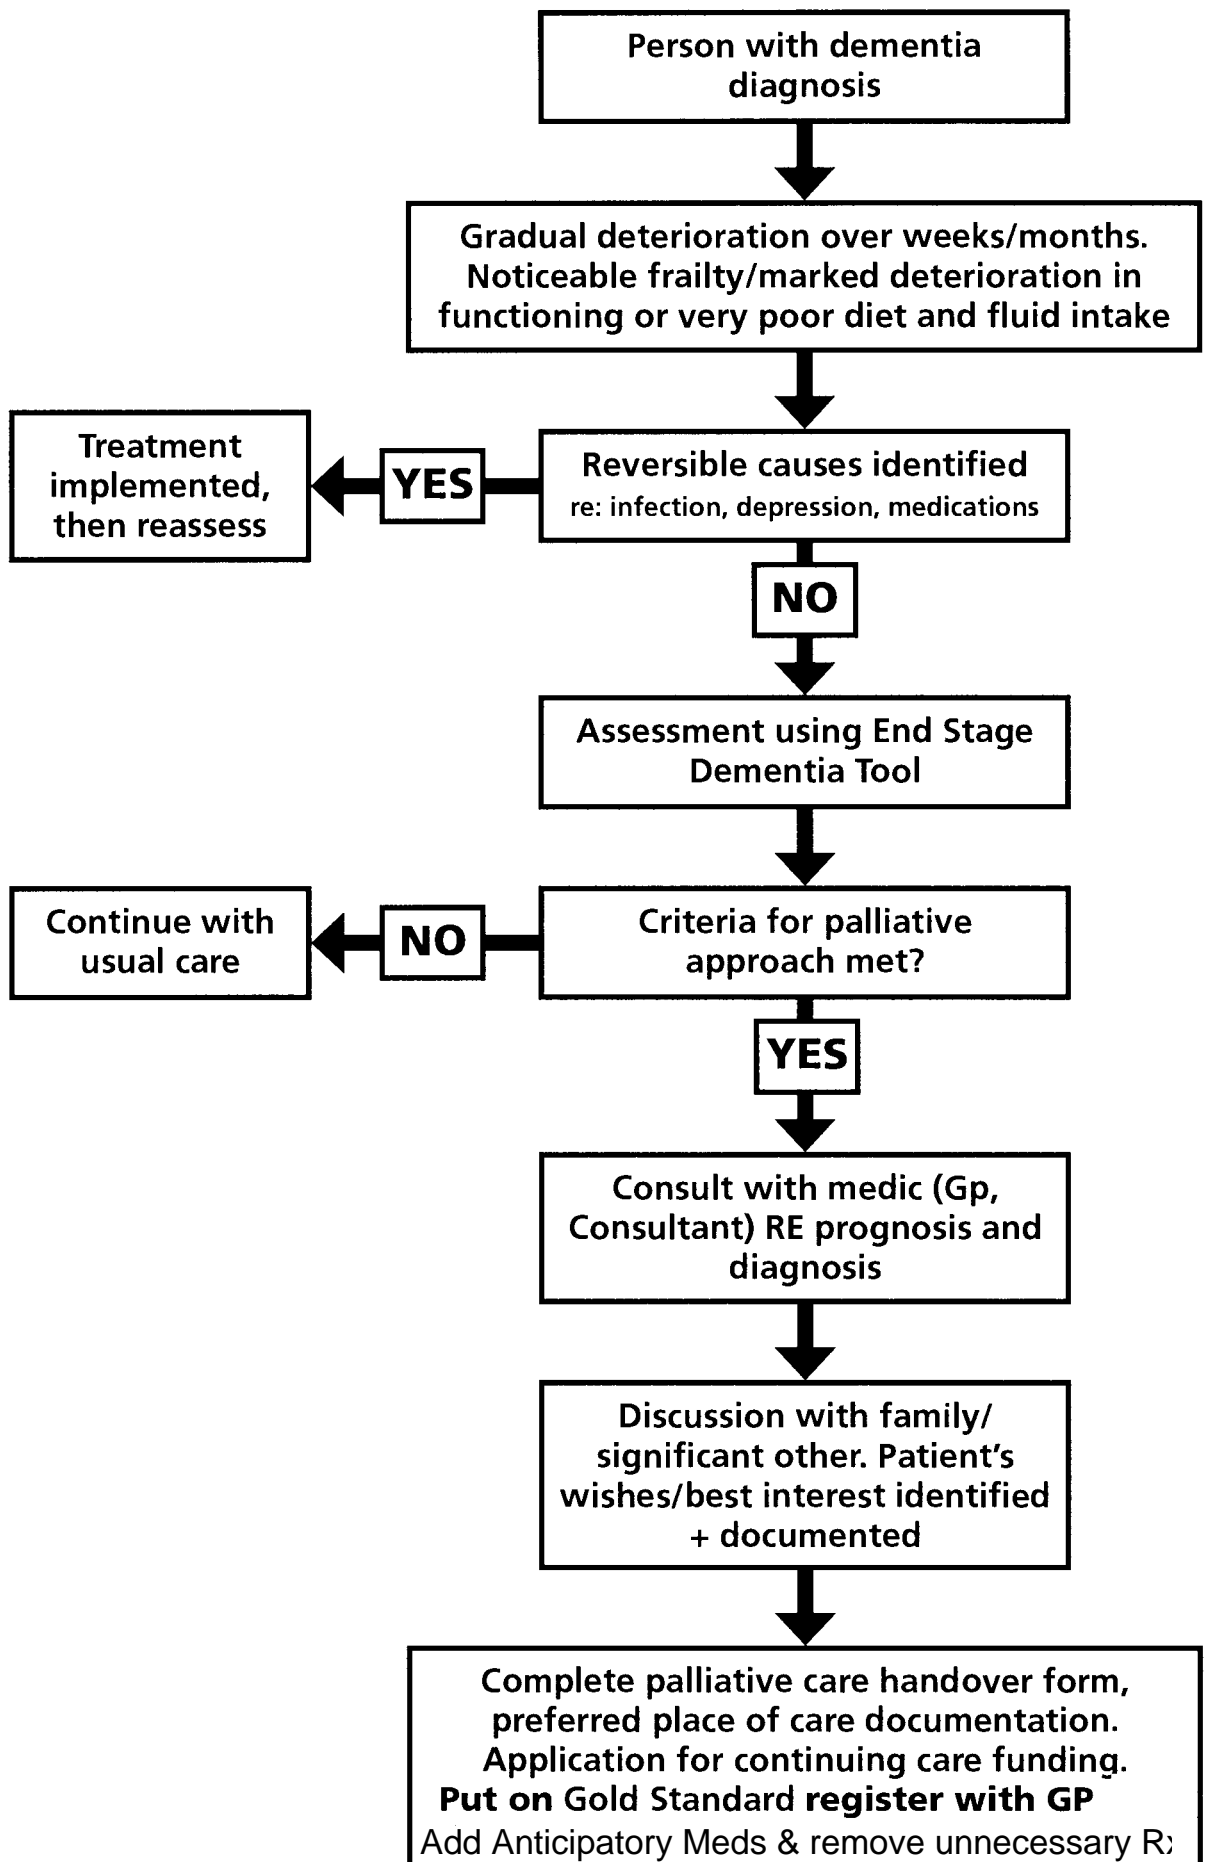 Person with dementia
diagnosis
Gradual deterioration over weeks/months.
Noticeable frailty/marked deterioration in
functioning or very poor diet and fluid intake
Treatment
implemented,
then reassess
YES
Reversible causes identified
re: infection, depression, medications
NO
Assessment using End Stage
Dementia Tool
Continue with
usual care
NO
Criteria for palliative
approach met?
YES
Consult with medic (Gp,
Consultant) RE prognosis and
diagnosis
Discussion with family/
significant other. Patient's
wishes/best interest identified
+ documented
Complete palliative care handover form,
preferred place of care documentation.
Application for continuing care funding.
Put on Gold Standard register with GP
Add Anticipatory Meds & remove unnecessary Rx